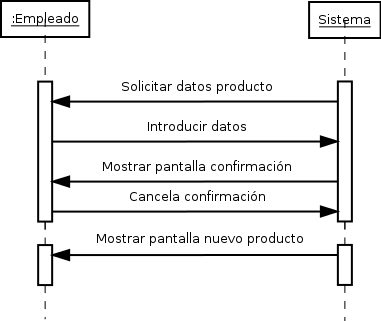 :Empleado
Sistema
Solicitar datos producto
Introducir datos
Mostrar pantalla confirmación
Cancela confirmación
Mostrar pantalla nuevo producto